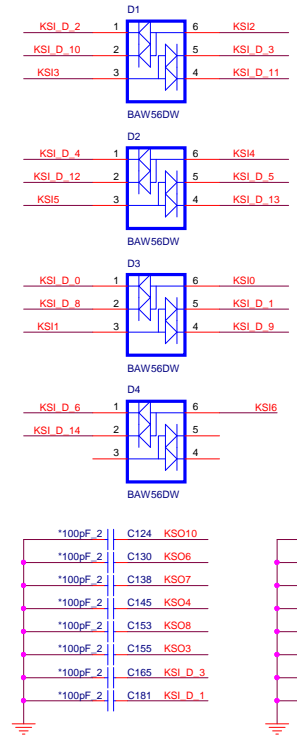 D1
KSI_D_2 1 6 KSI2
KSI_D_10 2 5 KSI_D_3
KSI3 3 4 KSI_D_11
BAW56DW
D2
KSI_D_4 1 6 KSI4
KSI_D_12 2 5 KSI_D_5
KSI5 3 4 KSI_D_13
BAW56DW
D3
KSI_D_0 1 6 KSI0
KSI_D_8 2 5 KSI_D_1
KSI1 3 4 KSI_D_9
BAW56DW
D4
KSI_D_6 1 6 KSI6
KSI_D_14 2 5
3 4
BAW56DW
*100pF_2 C124 KSO10
*100pF_2 C130 KSO6
*100pF_2 C138 KSO7
*100pF_2 C145 KSO4
*100pF_2 C153 KSO8
*100pF_2 C155 KSO3
*100pF_2 C165 KSI_D_3
*100pF_2 C181 KSI_D_1